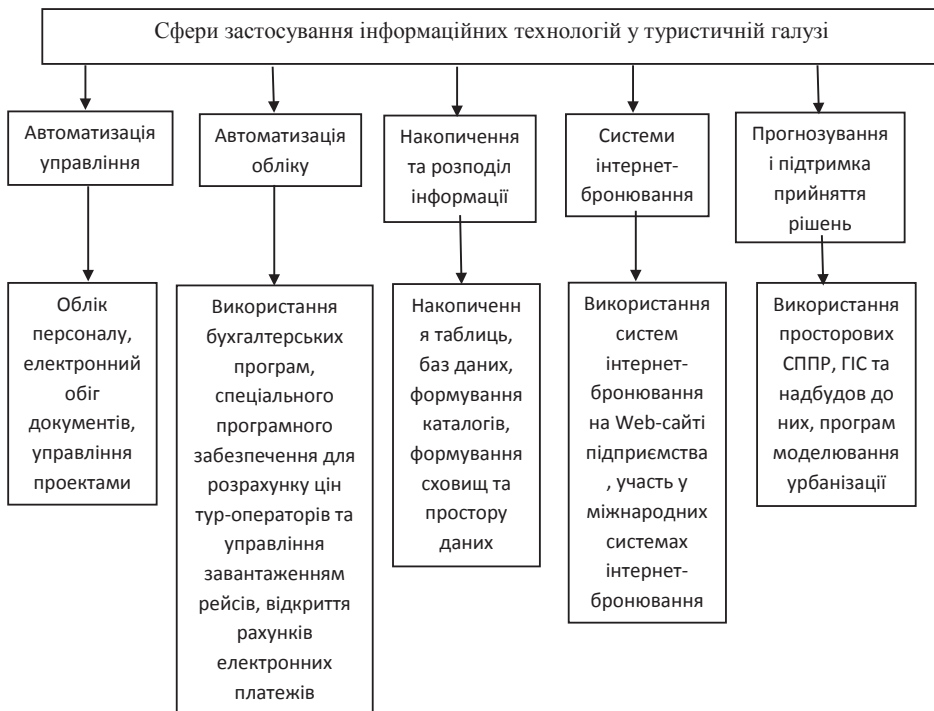 Сфери застосування інформаційних технологій у туристичній галузі
Автоматизація
управління
Автоматизація
обліку
Накопичення
та розподіл
інформації
Системи
інтернет-
бронювання
Прогнозування
і підтримка
прийняття
рішень
Облік
персоналу,
електронний
обіг
документів,
управління
проектами
Використання
бухгалтерських
програм,
спеціального
програмного
забезпечення для
розрахунку цін
тур-операторів та
управління
завантаженням
рейсів, відкриття
рахунків
електронних
платежів
Накопиченн
я таблиць,
баз даних,
формування
каталогів,
формування
сховищ та
простору
даних
Використання
систем
інтернет-
бронювання
на Web-сайті
підприємства
, участь у
міжнародних
системах
інтернет-
бронювання
Використання
просторових
СППР, ГІС та
надбудов до
них, програм
моделювання
урбанізації